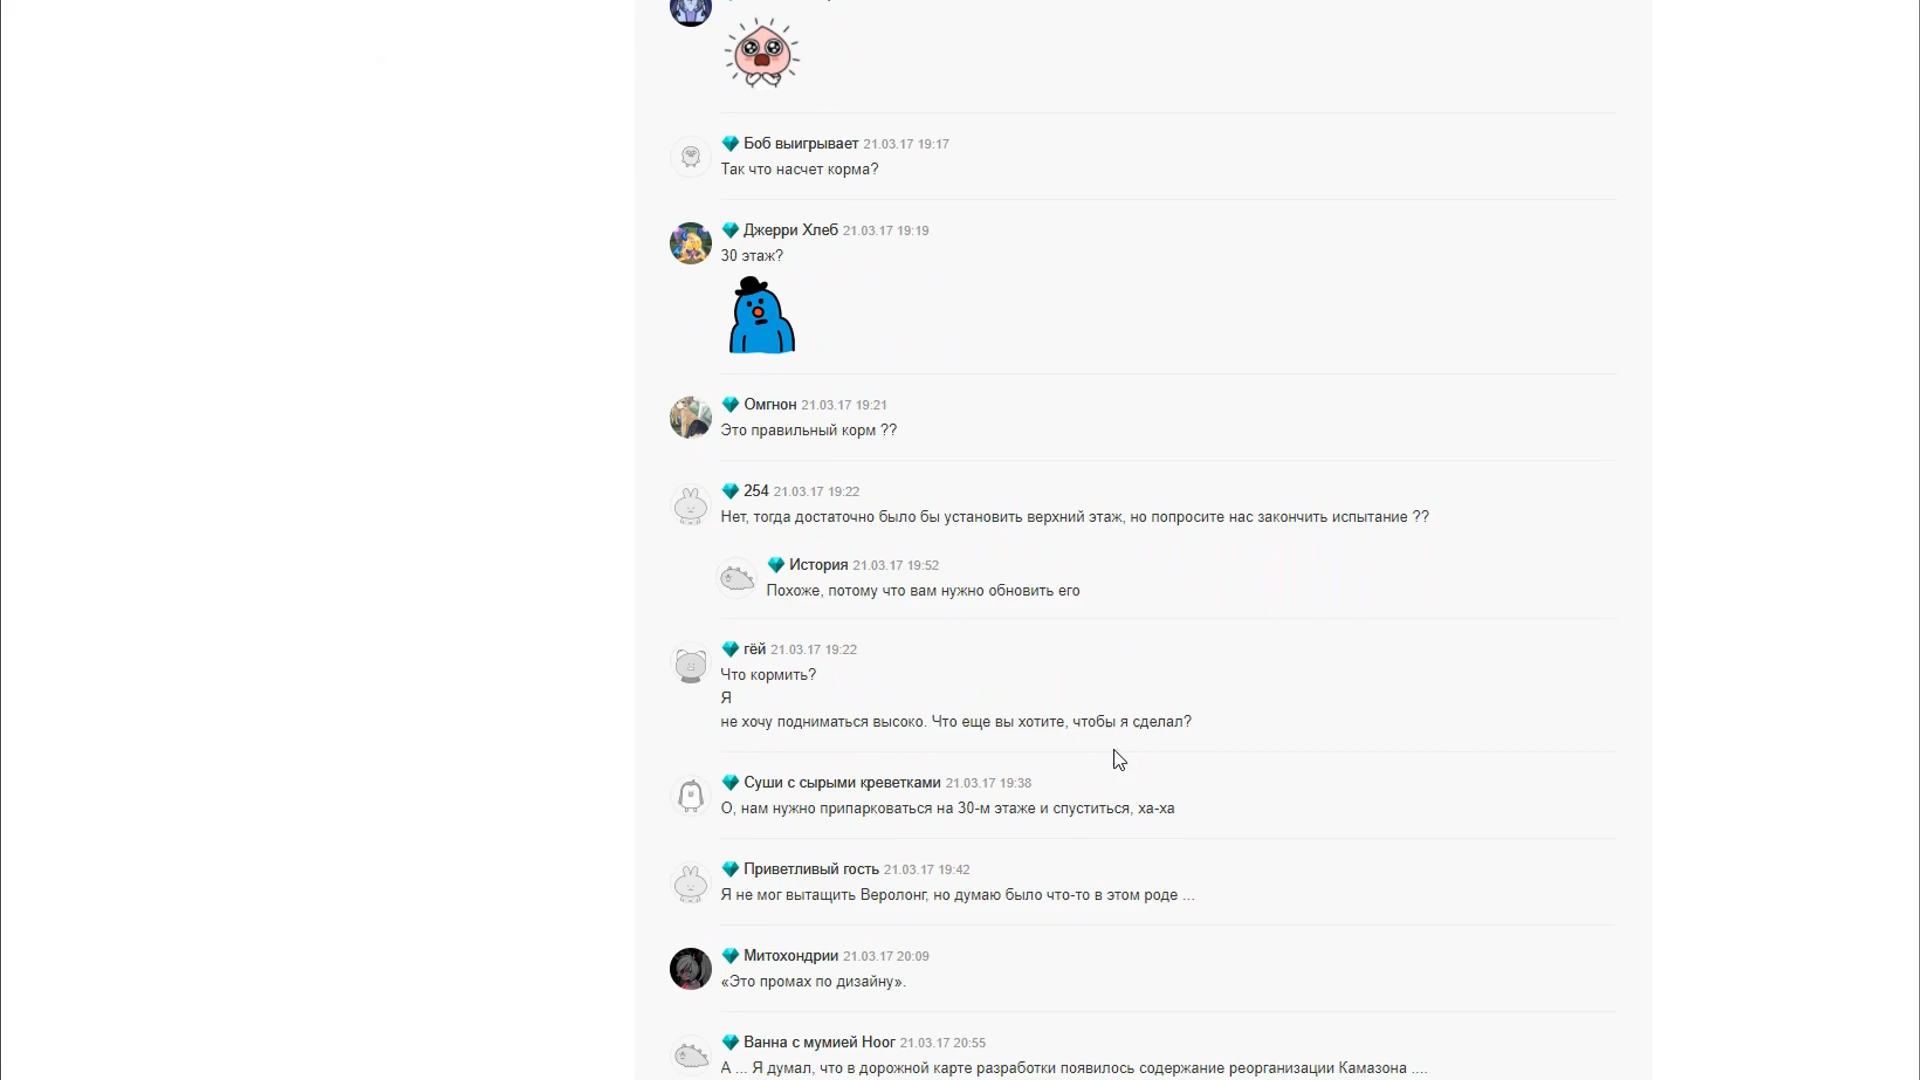 Боб выигрывает 21.03.17 19:17
Так что насчет корма?
Джерри Хлеб 21.03.17 19:19
30 этаж?
Омгнон 21.03.17 19:21
Это правильный корм ??
254 21.03.17 19:22
Нет, тогда достаточно было бы установить верхний этаж, но попросите нас закончить испытание ??
История 21.03.17 19:52
Похоже, потому что вам нужно обновить его
гёй 21.03.17 19:22
Что кормить?
Я
не хочу подниматься высоко. Что еще вы хотите, чтобы я сделал?
Суши с сырыми креветками 21.03.17 19:38
О, нам нужно припарковаться на 30-м этаже и спуститься, ха-ха
Приветливый гость 21.03.17 19:42
Я не мог вытащить Веролонг, но думаю было что-то в этом роде ...
Митохондрии 21.03.17 20:09
«Это промах по дизайну».
Ванна с мумией Hoor 21.03.17 20:55
А ... Я думал, что в дорожной карте разработки появилось содержание реорганизации Камазона ....